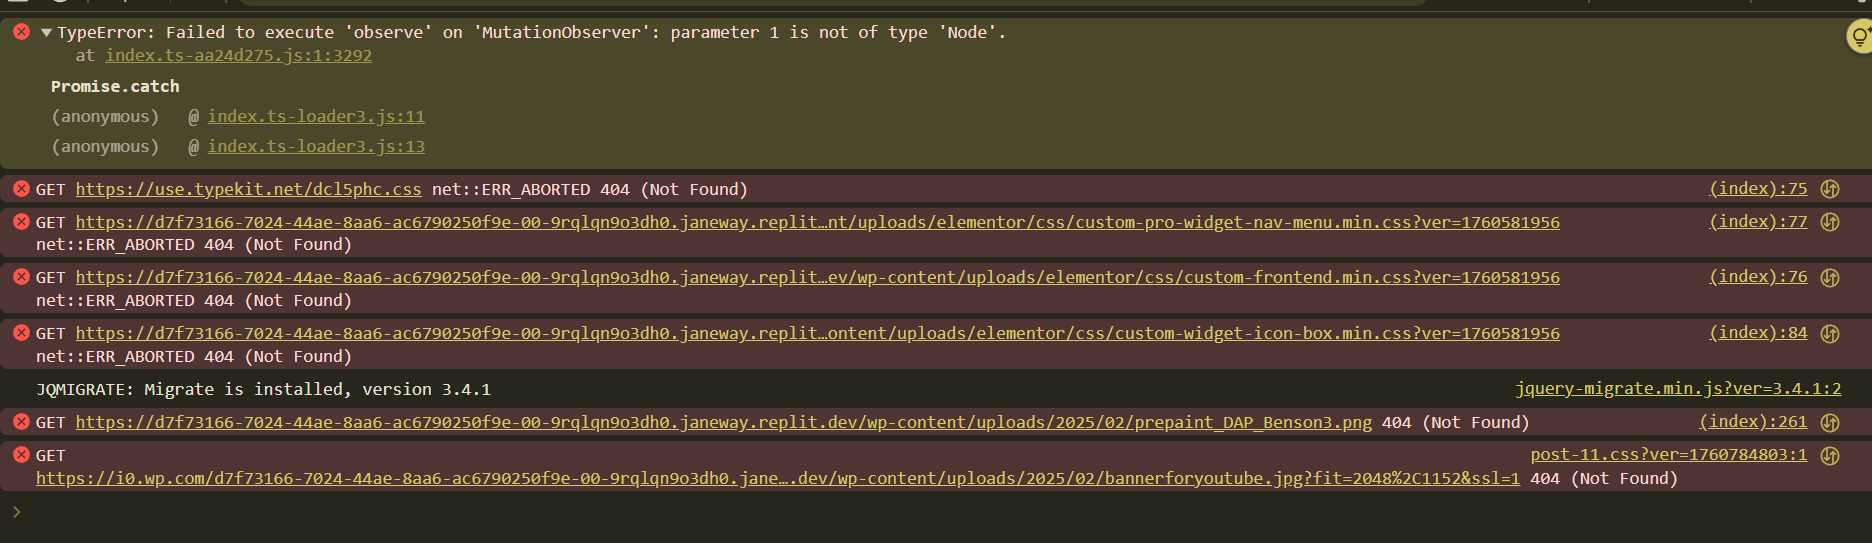 TypeError: Failed to execute 'observe' on 'MutationObserver': parameter 1 is not of type 'Node'.
at index.ts-aa24d275.js:1:3292
Promise.catch
(anonymous) @ index.ts-loader3.js:11
(anonymous) @ index.ts-loader3.js:13
GET https://use.typekit.net/dcl5phc.css net::ERR_ABORTED 404 (Not Found) (index):75
GET https://d7f73166-7024-44ae-8aa6-ac6790250f9e-00-9rqlqn9o3dh0.janeway.replit…nt/uploads/elementor/css/custom-pro-widget-nav-menu.min.css?ver=1760581956 (index):77
net::ERR_ABORTED 404 (Not Found)
GET https://d7f73166-7024-44ae-8aa6-ac6790250f9e-00-9rqlqn9o3dh0.janeway.replit…ev/wp-content/uploads/elementor/css/custom-frontend.min.css?ver=1760581956 (index):76
net::ERR_ABORTED 404 (Not Found)
GET https://d7f73166-7024-44ae-8aa6-ac6790250f9e-00-9rqlqn9o3dh0.janeway.replit…ontent/uploads/elementor/css/custom-widget-icon-box.min.css?ver=1760581956 (index):84
net::ERR_ABORTED 404 (Not Found)
JQMIGRATE: Migrate is installed, version 3.4.1 jquery-migrate.min.js?ver=3.4.1:2
GET https://d7f73166-7024-44ae-8aa6-ac6790250f9e-00-9rqlqn9o3dh0.janeway.replit.dev/wp-content/uploads/2025/02/prepaint_DAP_Benson3.png 404 (Not Found) (index):261
GET post-11.css?ver=1760784803:1
https://i0.wp.com/d7f73166-7024-44ae-8aa6-ac6790250f9e-00-9rqlqn9o3dh0.jane….dev/wp-content/uploads/2025/02/bannerforyoutube.jpg?fit=2048%2C1152&ssl=1 404 (Not Found)